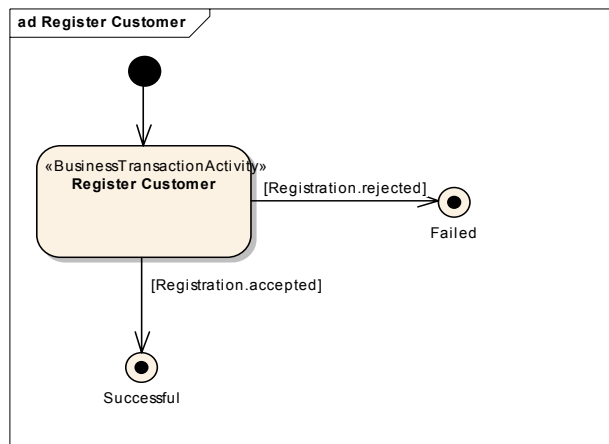 ad Register Customer
«BusinessTransactionActivity»
Register Customer
[Registration.rejected]
Failed
[Registration.accepted]
Successful